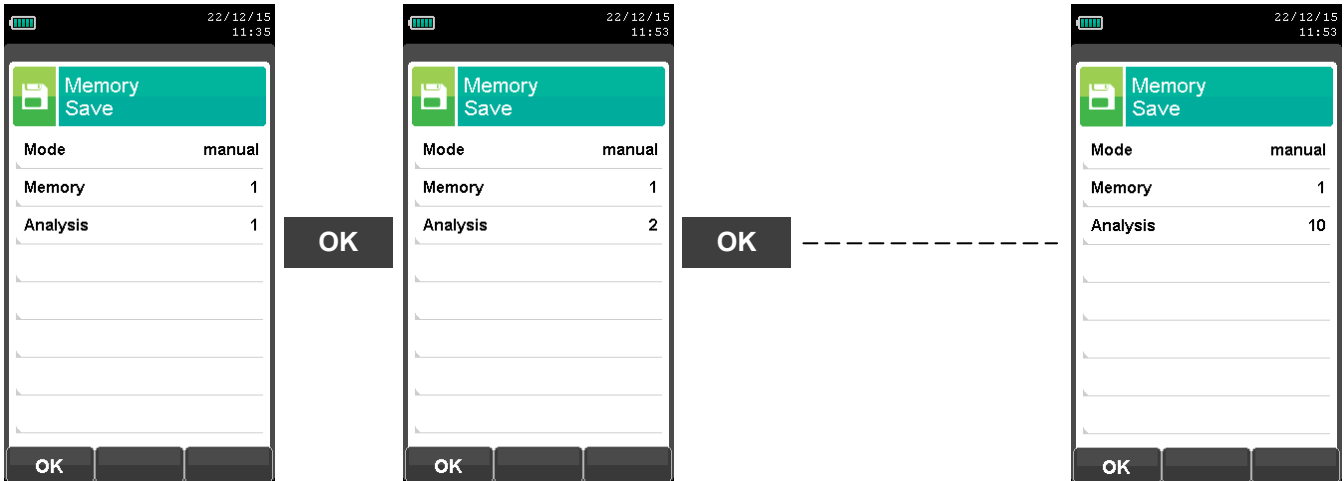 22/12/15
11:35
Memory
Save
Mode manual
Memory 1
Analysis 1
OK
OK
22/12/15
11:53
Memory
Save
Mode manual
Memory 1
Analysis 2
OK
OK
22/12/15
11:53
Memory
Save
Mode manual
Memory 1
Analysis 10
OK